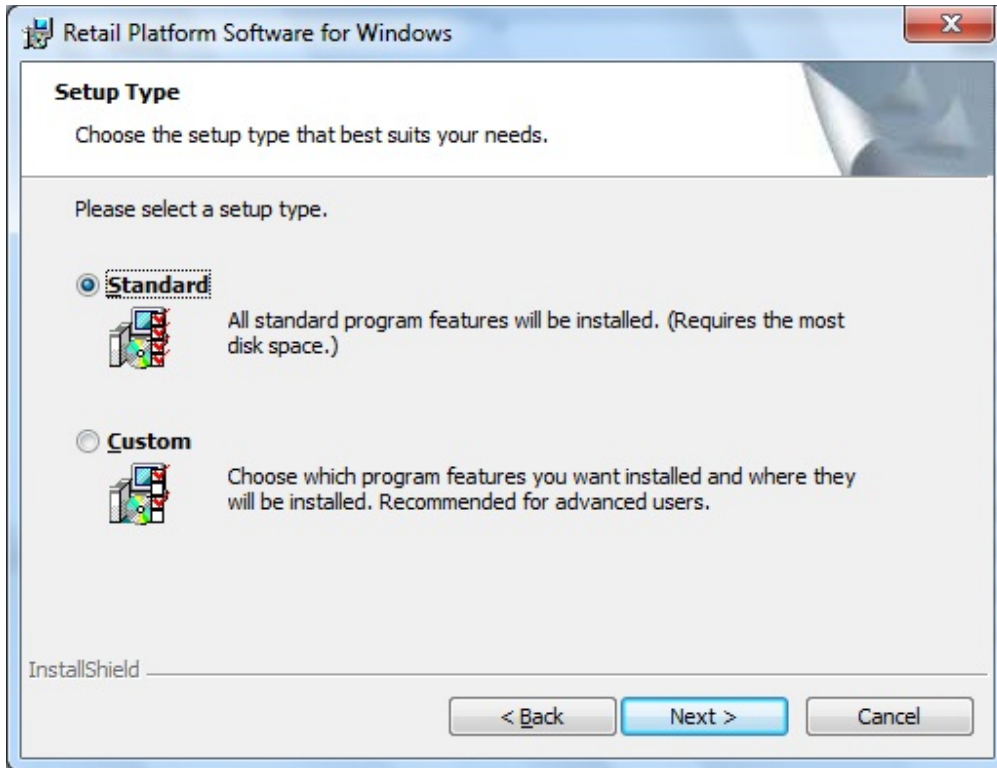 Retail Platform Software for Windows
Setup Type
Choose the setup type that best suits your needs.
Please select a setup type.
Standard
All standard program features will be installed. (Requires the most
disk space.)
Custom
Choose which program features you want installed and where they
will be installed. Recommended for advanced users.
InstallShield
< Back
Next >
Cancel